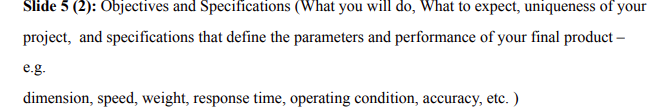 Slide 5 (2): Objectives and Specifications (What you will do, What to expect, uniqueness of your
project,  and specifications that define the parameters and performance of your final product –
e.g.
dimension, speed, weight, response time, operating condition, accuracy, etc. )